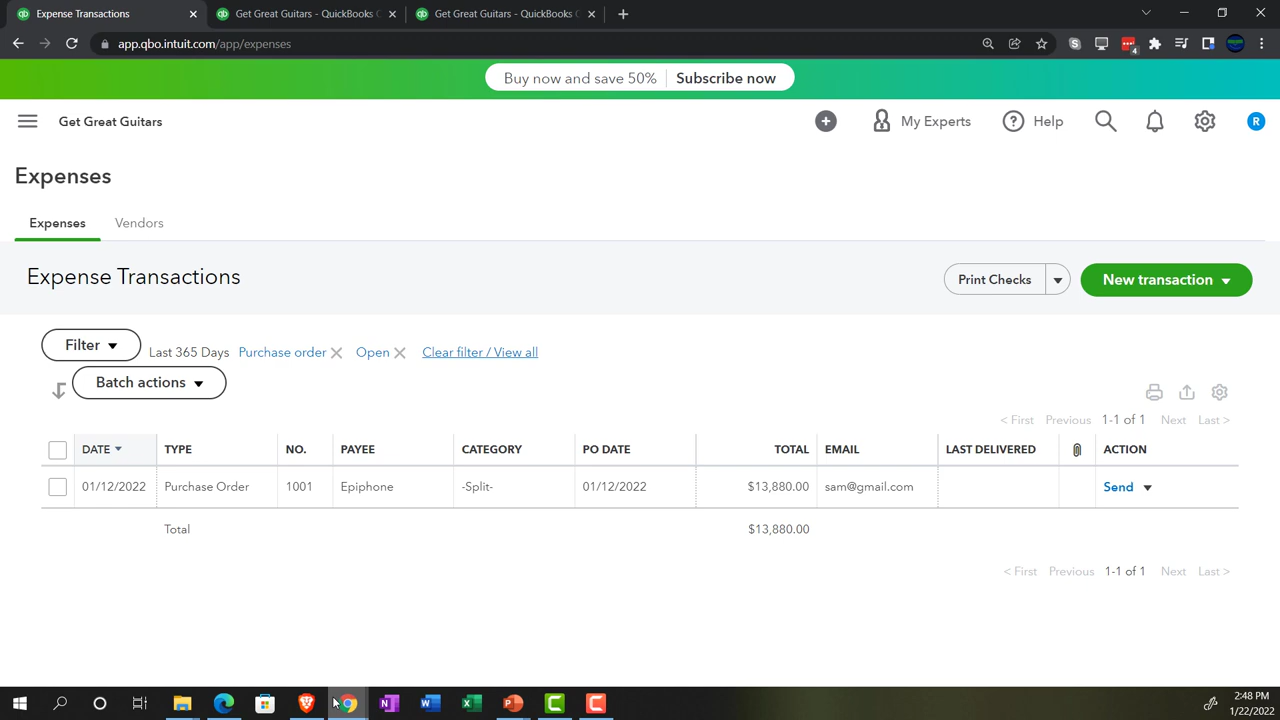 Expense Transactions
Get Great Guitars - QuickBooks O
Get Great Guitars - QuickBooks O
app.qbo.intuit.com/app/expenses
4
Buy now and save 50% Subscribe now
Get Great Guitars
My Experts
Help
R
Expenses
Expenses Vendors
Expense Transactions
Print Checks
New transaction
Filter
Last 365 Days Purchase order Open Clear filter / View all
Batch actions
< First Previous 1-1 of 1 Next Last >
DATE TYPE NO. PAYEE CATEGORY PO DATE TOTAL EMAIL LAST DELIVERED ACTION
01/12/2022 Purchase Order 1001 Epiphone -Split- 01/12/2022 $13,880.00 sam@gmail.com Send
Total $13,880.00
< First Previous 1-1 of 1 Next Last >
2:48 PM
1/22/2022